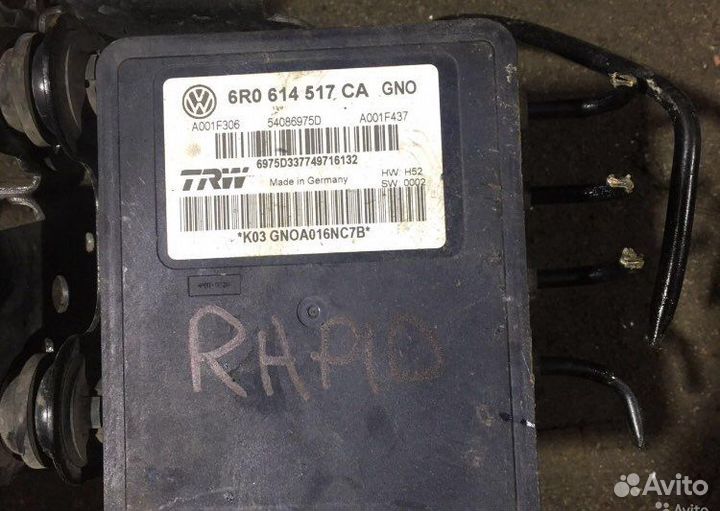 6R0 614 517 CA GNO
A001F306 54086975D A001F437
6975D337749716132
TRW Made in Germany HW: H52
SW: 0002
*K03 GNOA016NC7B*
RAPID
Avito